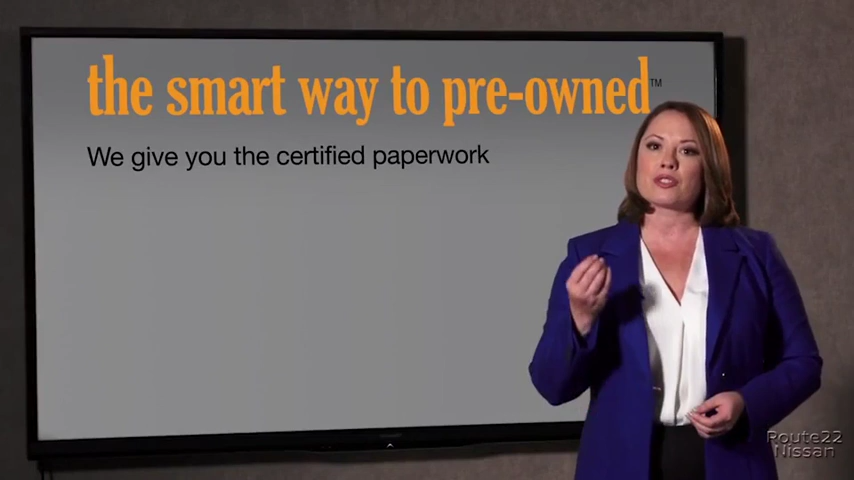 the smart way to pre-owned™
We give you the certified paperwork
Route22
Nissan